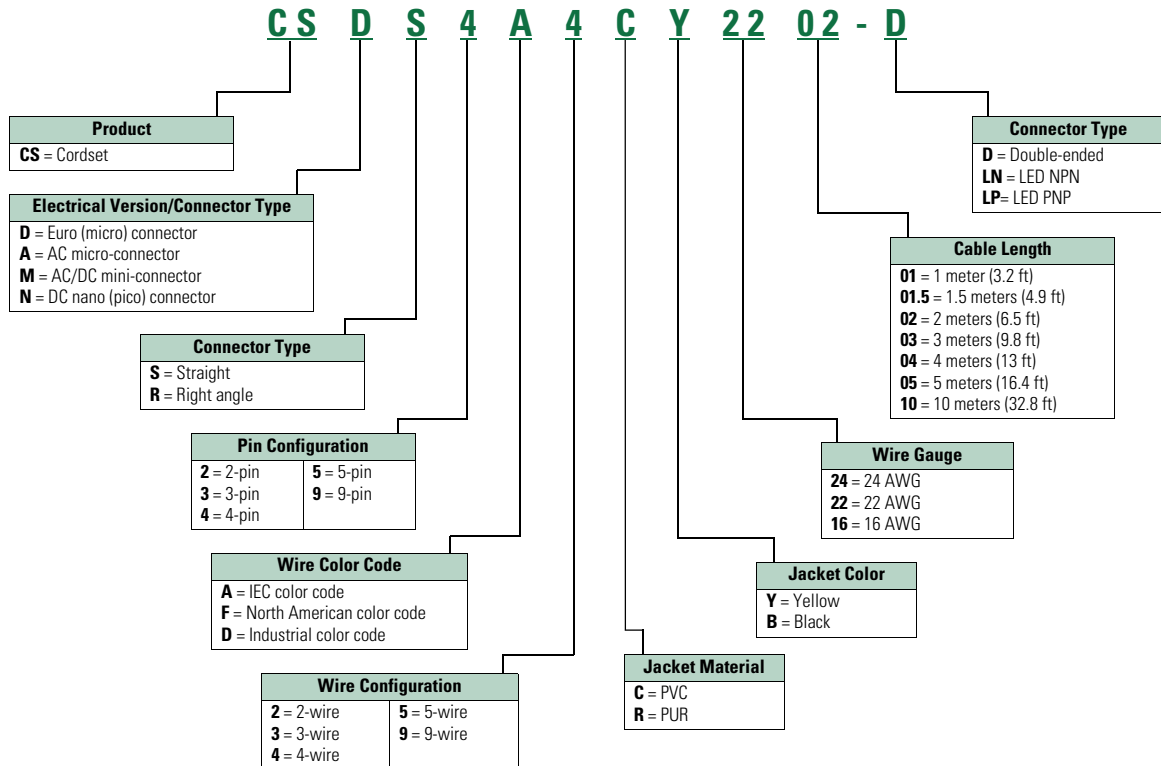 CS D S 4 A 4 C Y 22 02 - D
Product
CS = Cordset
Electrical Version/Connector Type
D = Euro (micro) connector
A = AC micro-connector
M = AC/DC mini-connector
N = DC nano (pico) connector
Connector Type
S = Straight
R = Right angle
Pin Configuration
2 = 2-pin
3 = 3-pin
4 = 4-pin
5 = 5-pin
9 = 9-pin
Wire Color Code
A = IEC color code
F = North American color code
D = Industrial color code
Wire Configuration
2 = 2-wire
3 = 3-wire
4 = 4-wire
5 = 5-wire
9 = 9-wire
Connector Type
D = Double-ended
LN = LED NPN
LP= LED PNP
Cable Length
01 = 1 meter (3.2 ft)
01.5 = 1.5 meters (4.9 ft)
02 = 2 meters (6.5 ft)
03 = 3 meters (9.8 ft)
04 = 4 meters (13 ft)
05 = 5 meters (16.4 ft)
10 = 10 meters (32.8 ft)
Wire Gauge
24 = 24 AWG
22 = 22 AWG
16 = 16 AWG
Jacket Color
Y = Yellow
B = Black
Jacket Material
C = PVC
R = PUR